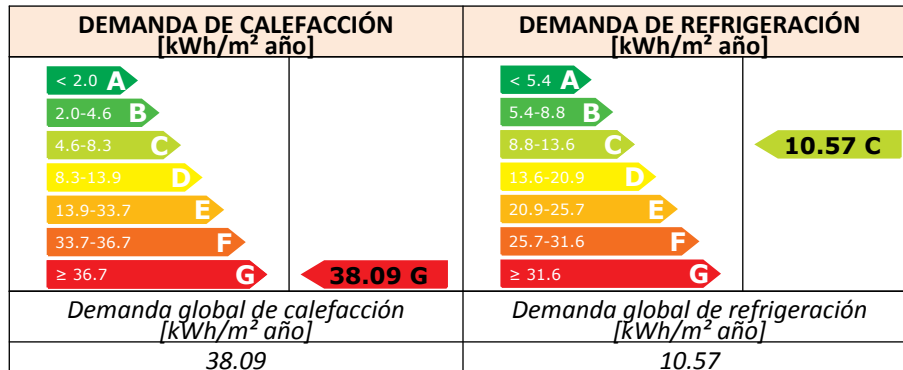 DEMANDA DE CALEFACCIÓN
[kWh/m² año]
< 2.0 A
2.0-4.6 B
4.6-8.3 C
8.3-13.9 D
13.9-33.7 E
33.7-36.7 F
≥ 36.7 G
38.09 G
Demanda global de calefacción
[kWh/m² año]
38.09
DEMANDA DE REFRIGERACIÓN
[kWh/m² año]
< 5.4 A
5.4-8.8 B
8.8-13.6 C
13.6-20.9 D
20.9-25.7 E
25.7-31.6 F
≥ 31.6 G
10.57 C
Demanda global de refrigeración
[kWh/m² año]
10.57